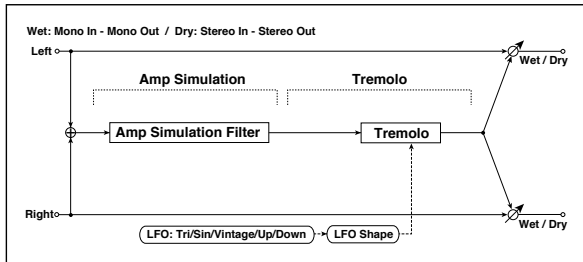 Wet: Mono In - Mono Out / Dry: Stereo In - Stereo Out
Left
Wet / Dry
Amp Simulation
Tremolo
Amp Simulation Filter
Tremolo
Right
Wet / Dry
LFO: Tri/Sin/Vintage/Up/Down
LFO Shape